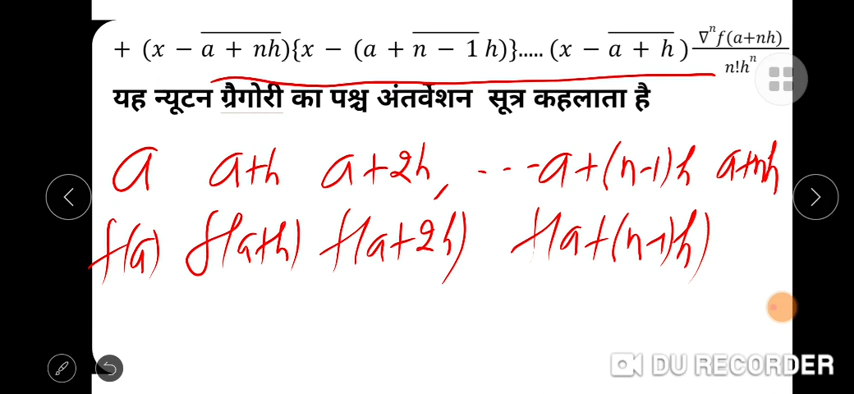 + (x − a + nh){x − (a + n − 1 h)}..... (x − a + h ) ∇ⁿf(a+nh) / n!hⁿ
यह न्यूटन ग्रैगोरी का पश्च अंतर्वेशन सूत्र कहलाता है
a a+h a+2h, ---a+(n-1)h a+nh
f(a) f(a+h) f(a+2h) f(a+(n-1)h)
DU RECORDER